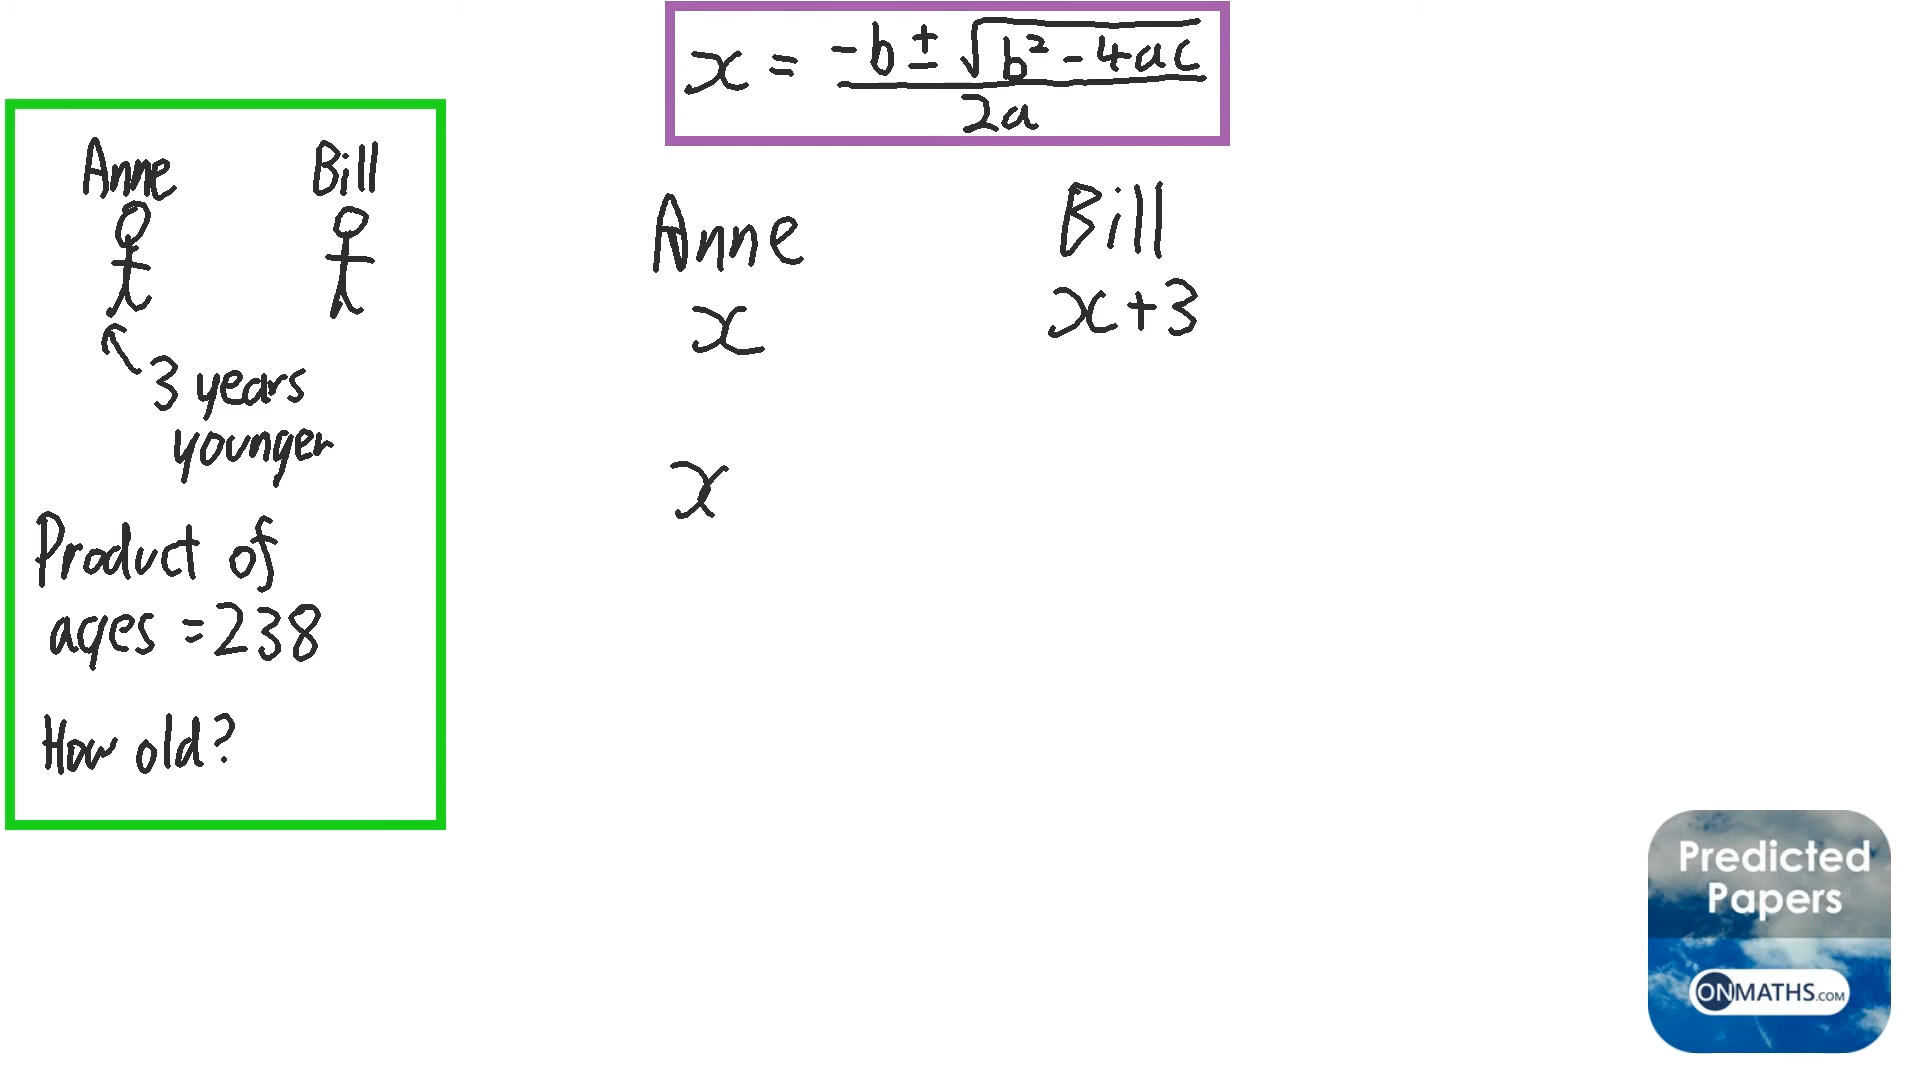 x = -b ± √b² - 4ac / 2a
Anne Bill
3 years
younger
Product of
ages = 238
How old?
Anne Bill
x x+3
x
Predicted
Papers
ONMATHS.COM